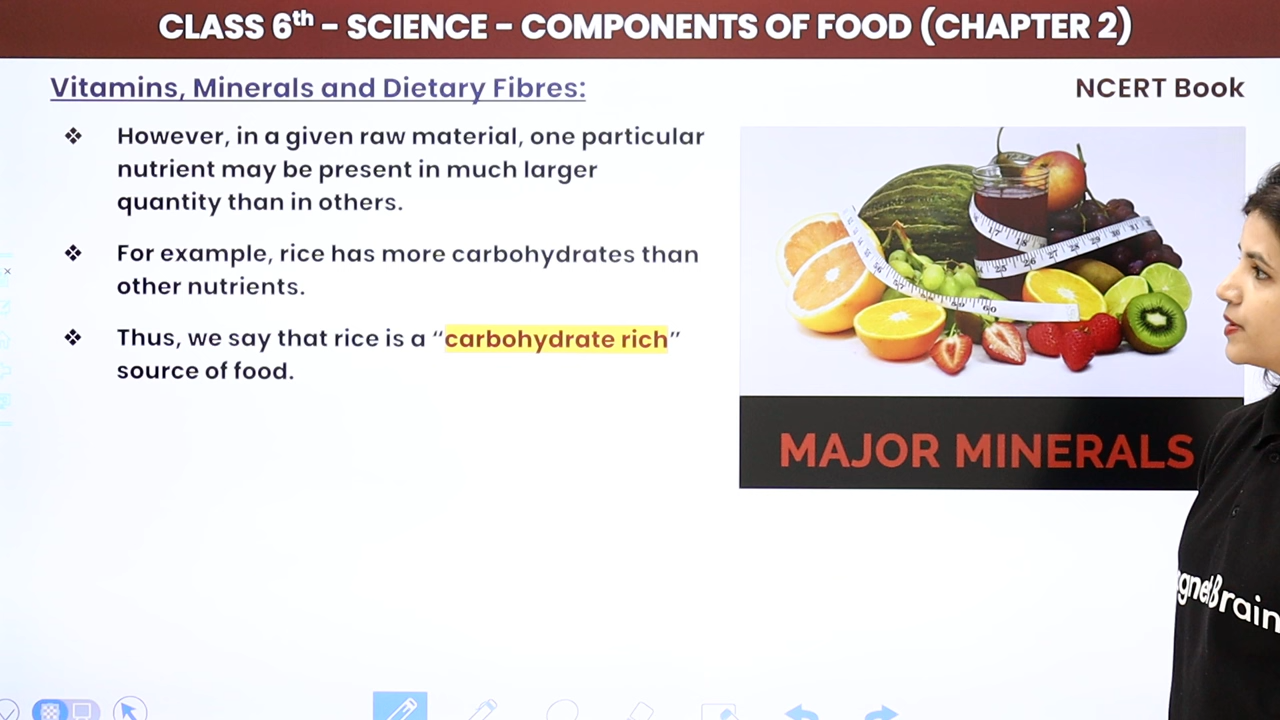 CLASS 6th - SCIENCE - COMPONENTS OF FOOD (CHAPTER 2)
Vitamins, Minerals and Dietary Fibres:
NCERT Book
❖ However, in a given raw material, one particular
nutrient may be present in much larger
quantity than in others.
❖ For example, rice has more carbohydrates than
other nutrients.
❖ Thus, we say that rice is a “carbohydrate rich”
source of food.
MAJOR MINERALS